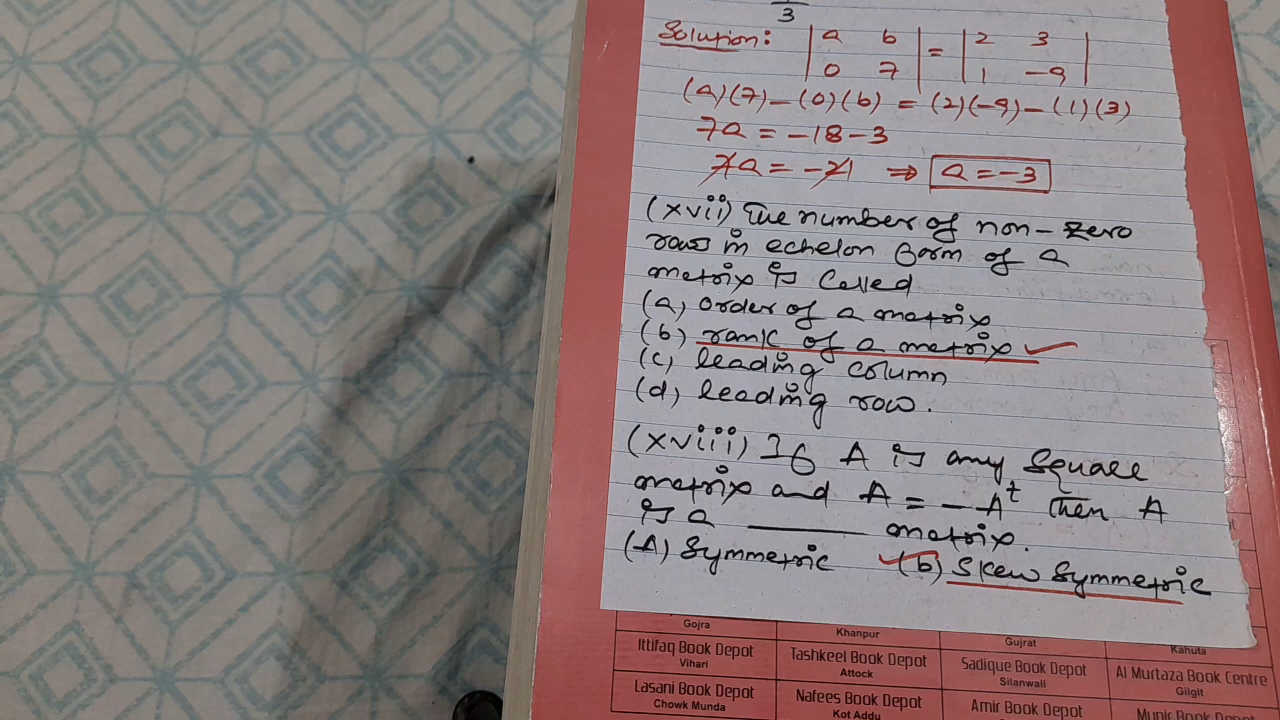 3
Solution: | a b | = | 2 3 |
| 0 7 | | 1 -9 |
(a)(7)-(0)(b) = (2)(-9)-(1)(3)
7a = -18-3
7a = -21 ⇒ a = -3
(xvii) The number of non-zero
rows in echelon form of a
matrix is called
(a) order of a matrix
(b) rank of a matrix ✓
(c) leading column
(d) leading row.
(xviii) If A is any square
matrix and A = -Aᵗ then A
is a ______ matrix.
(A) Symmetric ✓(b) Skew Symmetric
Gojra Khanpur Gujrat Kahuta
Ittifaq Book Depot Tashkeel Book Depot Sadique Book Depot Al Murtaza Book Centre
Vihari Attock Silanwali Gilgit
Lasani Book Depot Nafees Book Depot Amir Book Depot Munir Book Depot
Chowk Munda Kot Addu